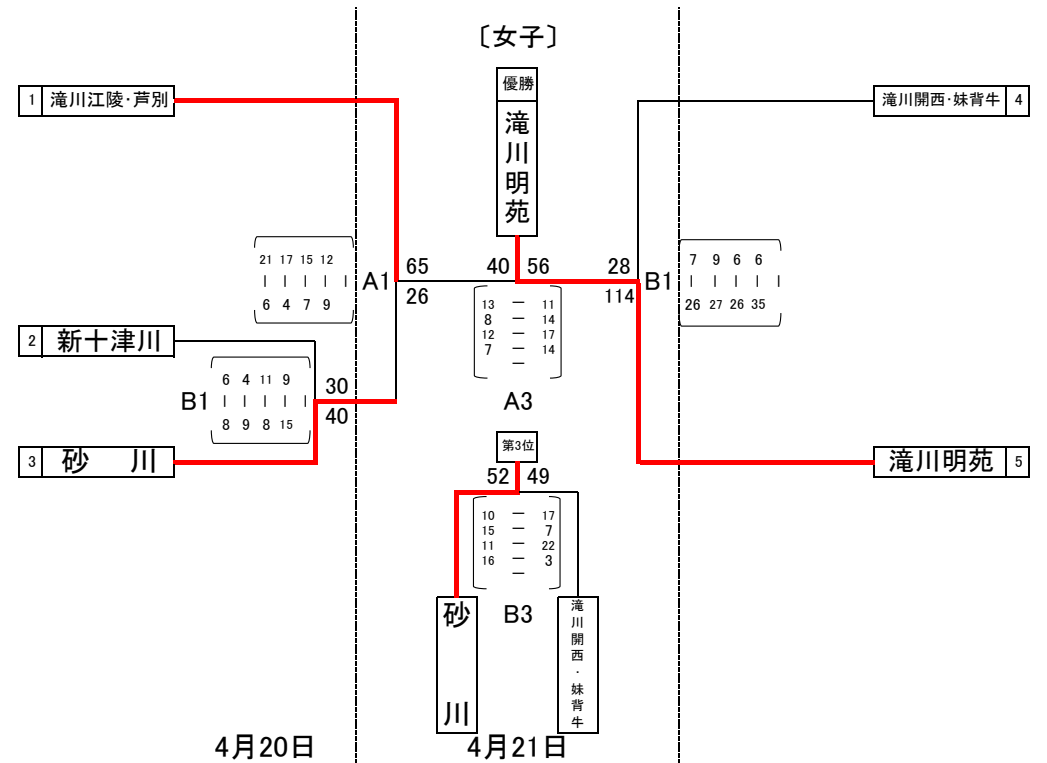 〔女子〕
優勝
滝川明苑
1 滝川江陵・芦別
滝川開西・妹背牛 4
21 17 15 12
| | | | |
6 4 7 9
A1
65
26
40 56
28
114
B1
7 9 6 6
| | | | |
26 27 26 35
13 ― 11
8 ― 14
12 ― 17
7 ― 14
―
A3
2 新十津川
B1
6 4 11 9
| | | | |
8 9 8 15
30
40
3 砂川
滝川明苑 5
第3位
52 49
10 ― 17
15 ― 7
11 ― 22
16 ― 3
―
B3
砂川
滝川開西・妹背牛
4月20日
4月21日